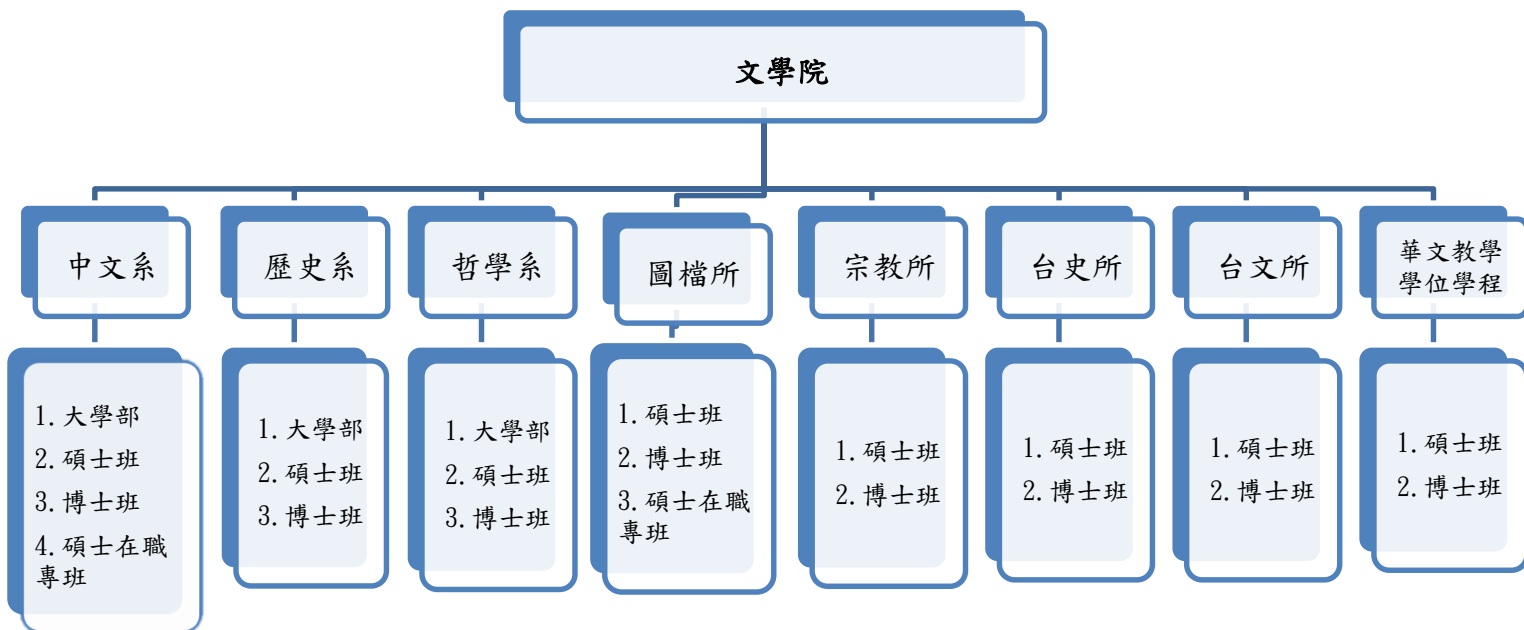 文學院
中文系
歷史系
哲學系
圖檔所
宗教所
台史所
台文所
華文教學
學位學程
1. 大學部
2. 碩士班
3. 博士班
4. 碩士在職
專班
1. 大學部
2. 碩士班
3. 博士班
1. 大學部
2. 碩士班
3. 博士班
1. 碩士班
2. 博士班
3. 碩士在職
專班
1. 碩士班
2. 博士班
1. 碩士班
2. 博士班
1. 碩士班
2. 博士班
1. 碩士班
2. 博士班